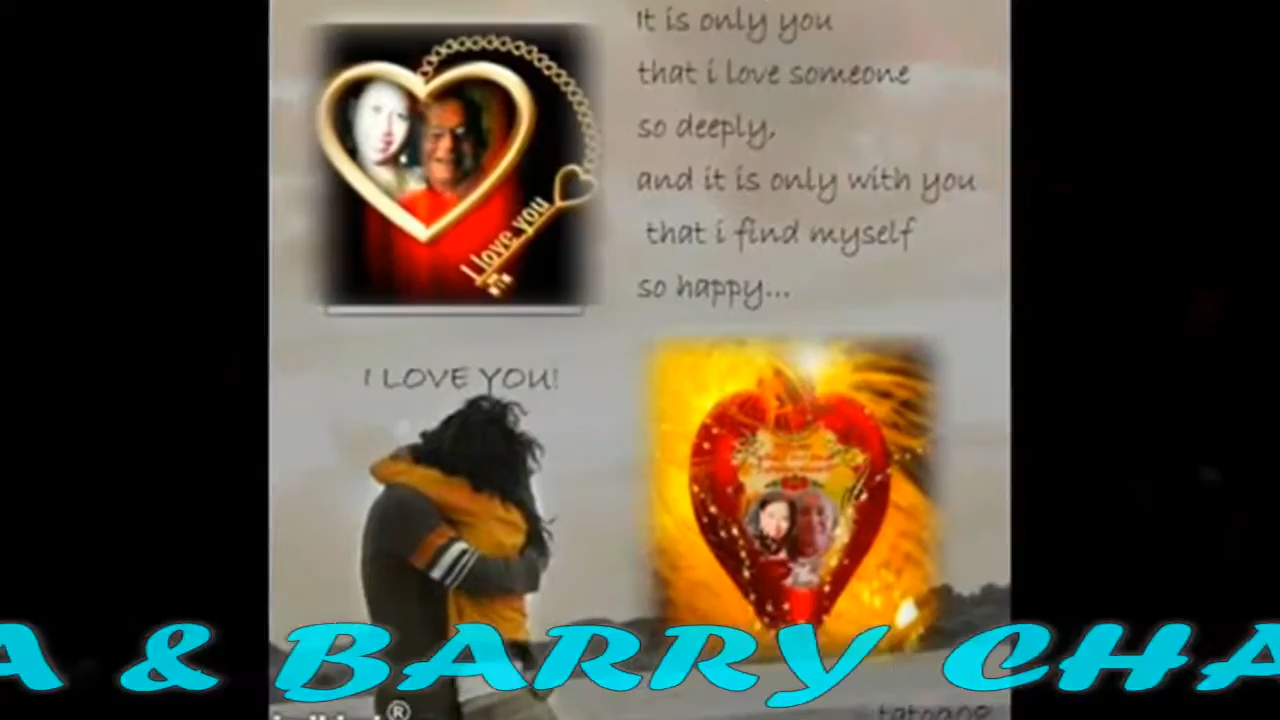 It is only you
that i love someone
so deeply,
and it is only with you
that i find myself
so happy...
I love you
I LOVE YOU!
A & BARRY CHA